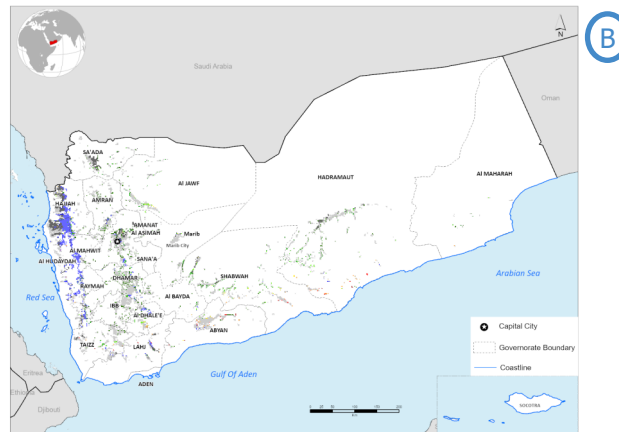 B
N
Saudi Arabia
Oman
SA'ADA
Al JAWF
HADRAMAUT
Al MAHARAH
HAJJAH
AMRAN
AMANAT
Al ASIMAH
Marib
Marib City
AL MAHWIT
Al HUDAYDAH
SANA'A
DHAMAR
SHABWAH
Arabian Sea
RAYMAH
Al BAYDA
Red Sea
IBB
Al DHALE'E
ABYAN
TAIZZ
LAHJ
Capital City
Governorate Boundary
Coastline
Gulf Of Aden
ADEN
Eritrea
Ethiopia
Djibouti
SOCOTRA